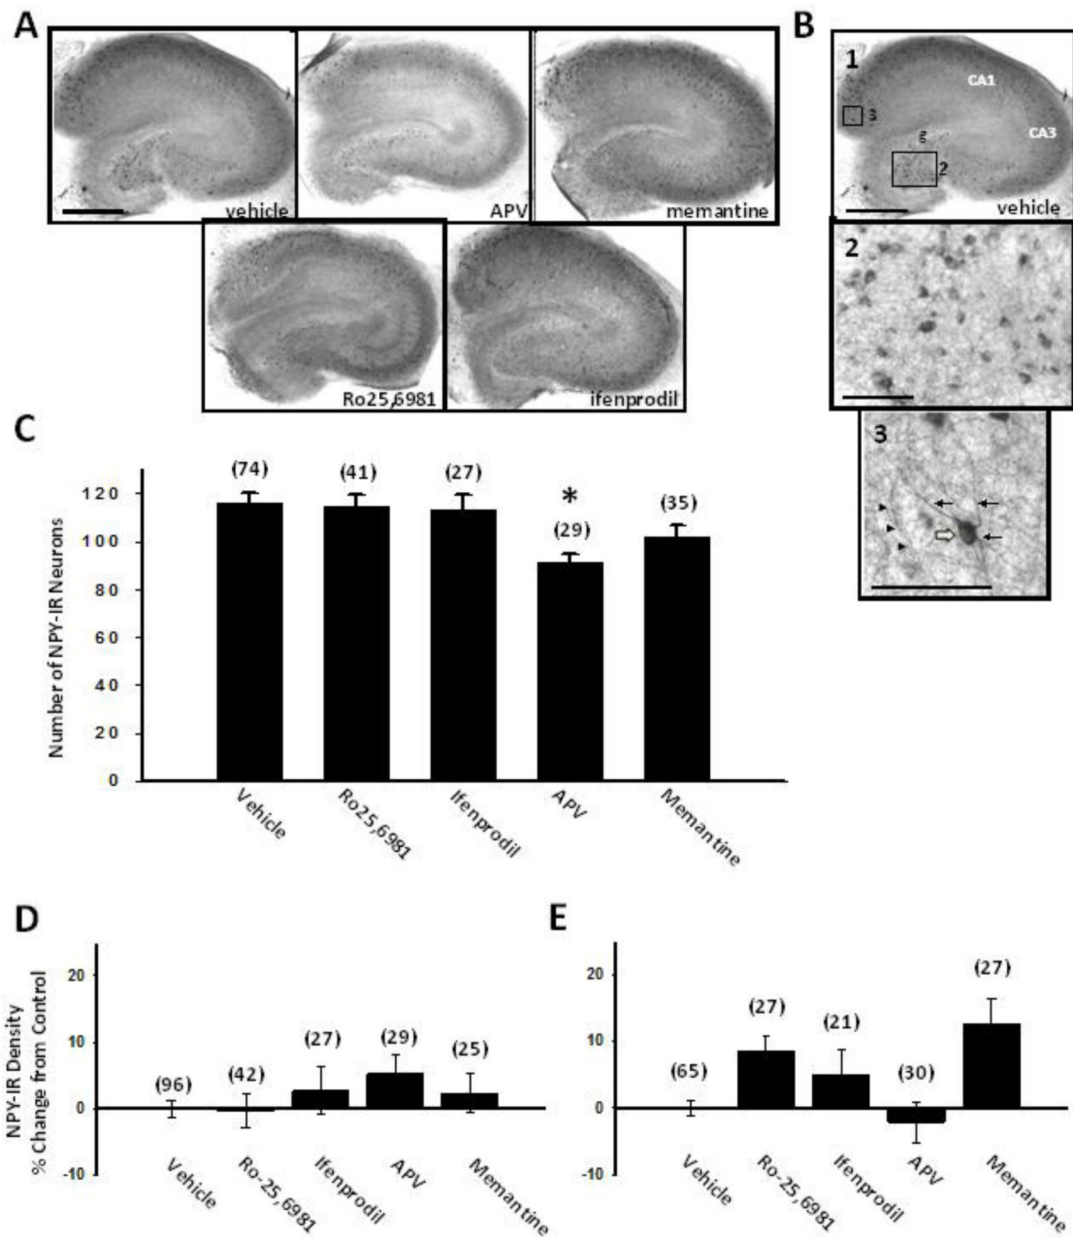 A
B
vehicle
APV
memantine
1
CA1
CA3
3
g
2
vehicle
Ro25,6981
ifenprodil
2
3
C
Number of NPY-IR Neurons
120
100
80
60
40
20
0
(74)
(41)
(27)
*
(29)
(35)
Vehicle
Ro25,6981
Ifenprodil
APV
Memantine
D
NPY-IR Density
% Change from Control
20
10
0
-10
(96)
(42)
(27)
(29)
(25)
Vehicle
Ro-25,6981
Ifenprodil
APV
Memantine
E
20
10
0
-10
(65)
(27)
(21)
(30)
(27)
Vehicle
Ro-25,6981
Ifenprodil
APV
Memantine